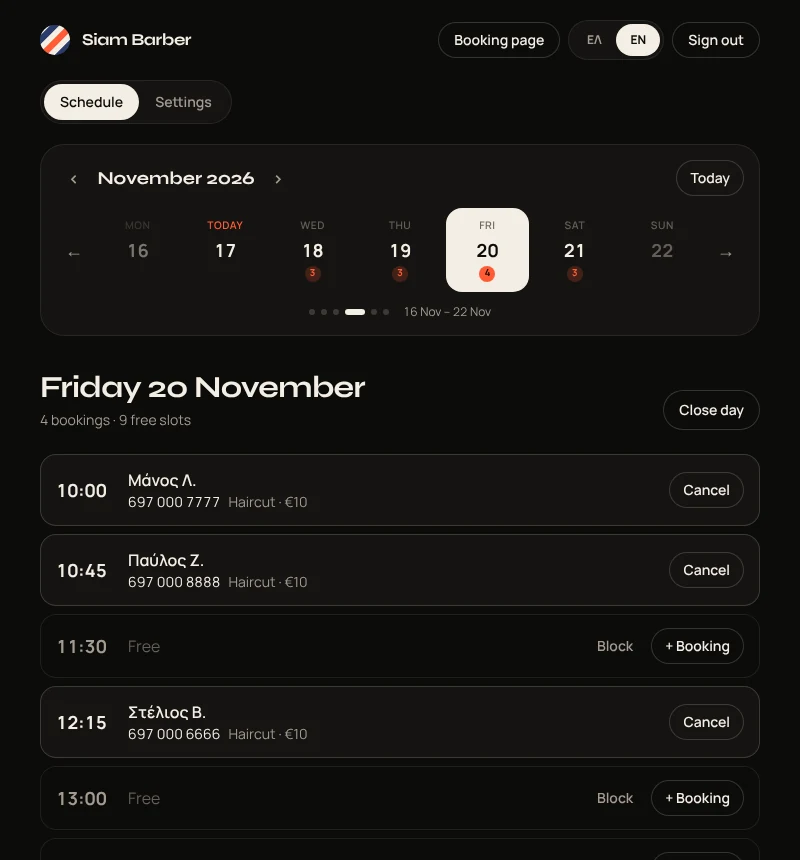 Siam Barber
Booking page
ΕΛ EN
Sign out
Schedule Settings
‹ November 2026 › Today
MON TODAY WED THU FRI SAT SUN
← 16 17 18 19 20 21 22 →
3 3 4 3
16 Nov – 22 Nov
Friday 20 November
4 bookings · 9 free slots
Close day
10:00 Μάνος Λ.
697 000 7777 Haircut · €10
Cancel
10:45 Παύλος Ζ.
697 000 8888 Haircut · €10
Cancel
11:30 Free Block + Booking
12:15 Στέλιος Β.
697 000 6666 Haircut · €10
Cancel
13:00 Free Block + Booking